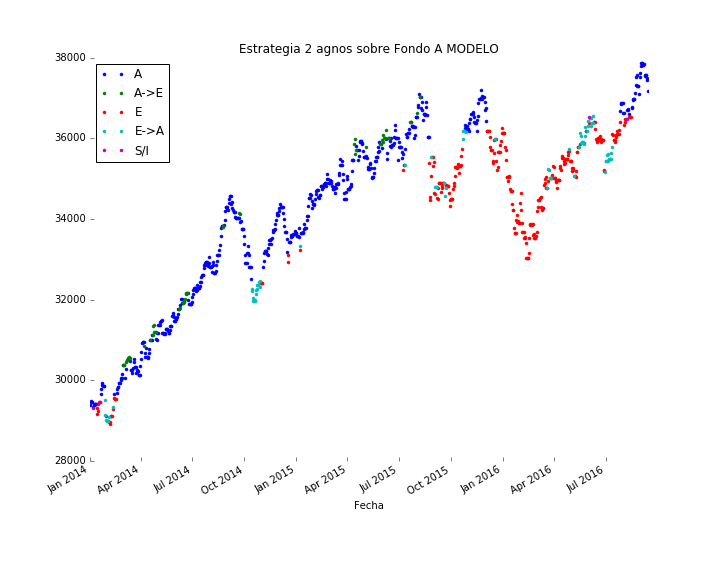 Estrategia 2 agnos sobre Fondo A MODELO
38000
36000
34000
32000
30000
28000
A
A->E
E
E->A
S/I
Jan 2014
Apr 2014
Jul 2014
Oct 2014
Jan 2015
Apr 2015
Jul 2015
Oct 2015
Jan 2016
Apr 2016
Jul 2016
Fecha